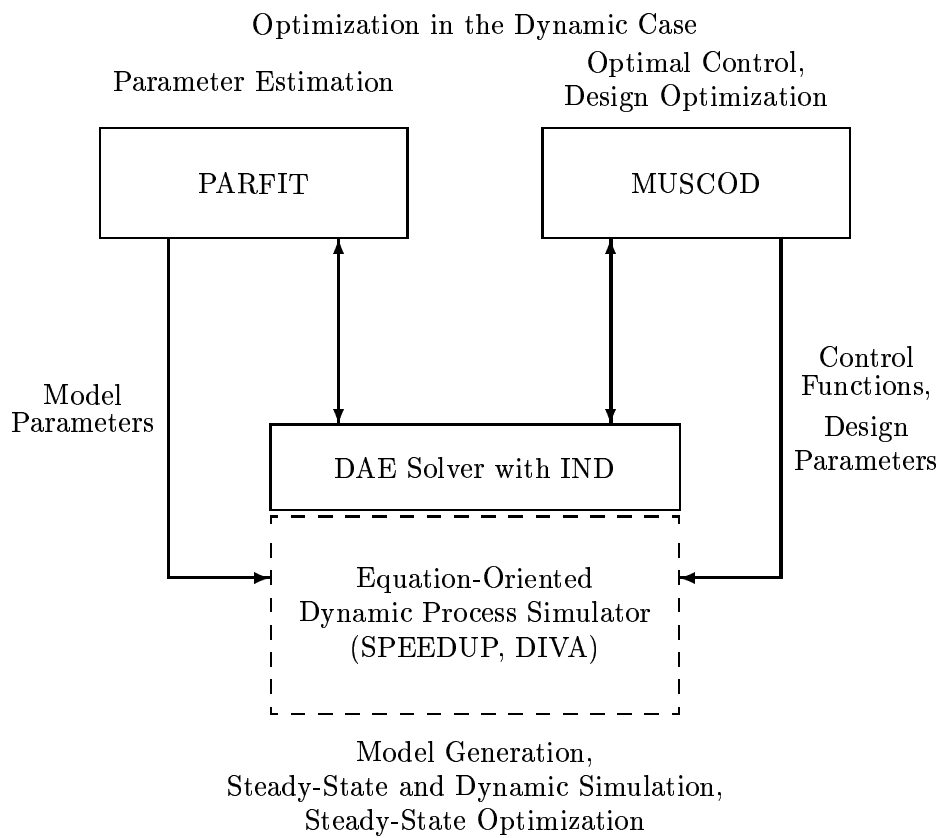 Optimization in the Dynamic Case
Parameter Estimation
Optimal Control,
Design Optimization
PARFIT
MUSCOD
Model
Parameters
Control
Functions,
Design
Parameters
DAE Solver with IND
Equation-Oriented
Dynamic Process Simulator
(SPEEDUP, DIVA)
Model Generation,
Steady-State and Dynamic Simulation,
Steady-State Optimization